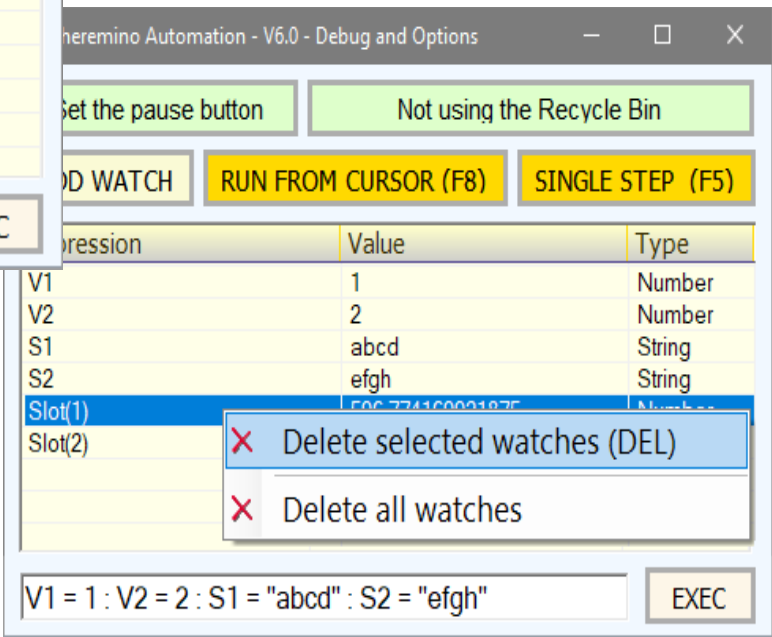 heremino Automation - V6.0 - Debug and Options
Set the pause button Not using the Recycle Bin
DD WATCH RUN FROM CURSOR (F8) SINGLE STEP (F5)
C
pression Value Type
V1 1 Number
V2 2 Number
S1 abcd String
S2 efgh String
Slot(1)
Slot(2)
Delete selected watches (DEL)
Delete all watches
V1 = 1 : V2 = 2 : S1 = "abcd" : S2 = "efgh" EXEC